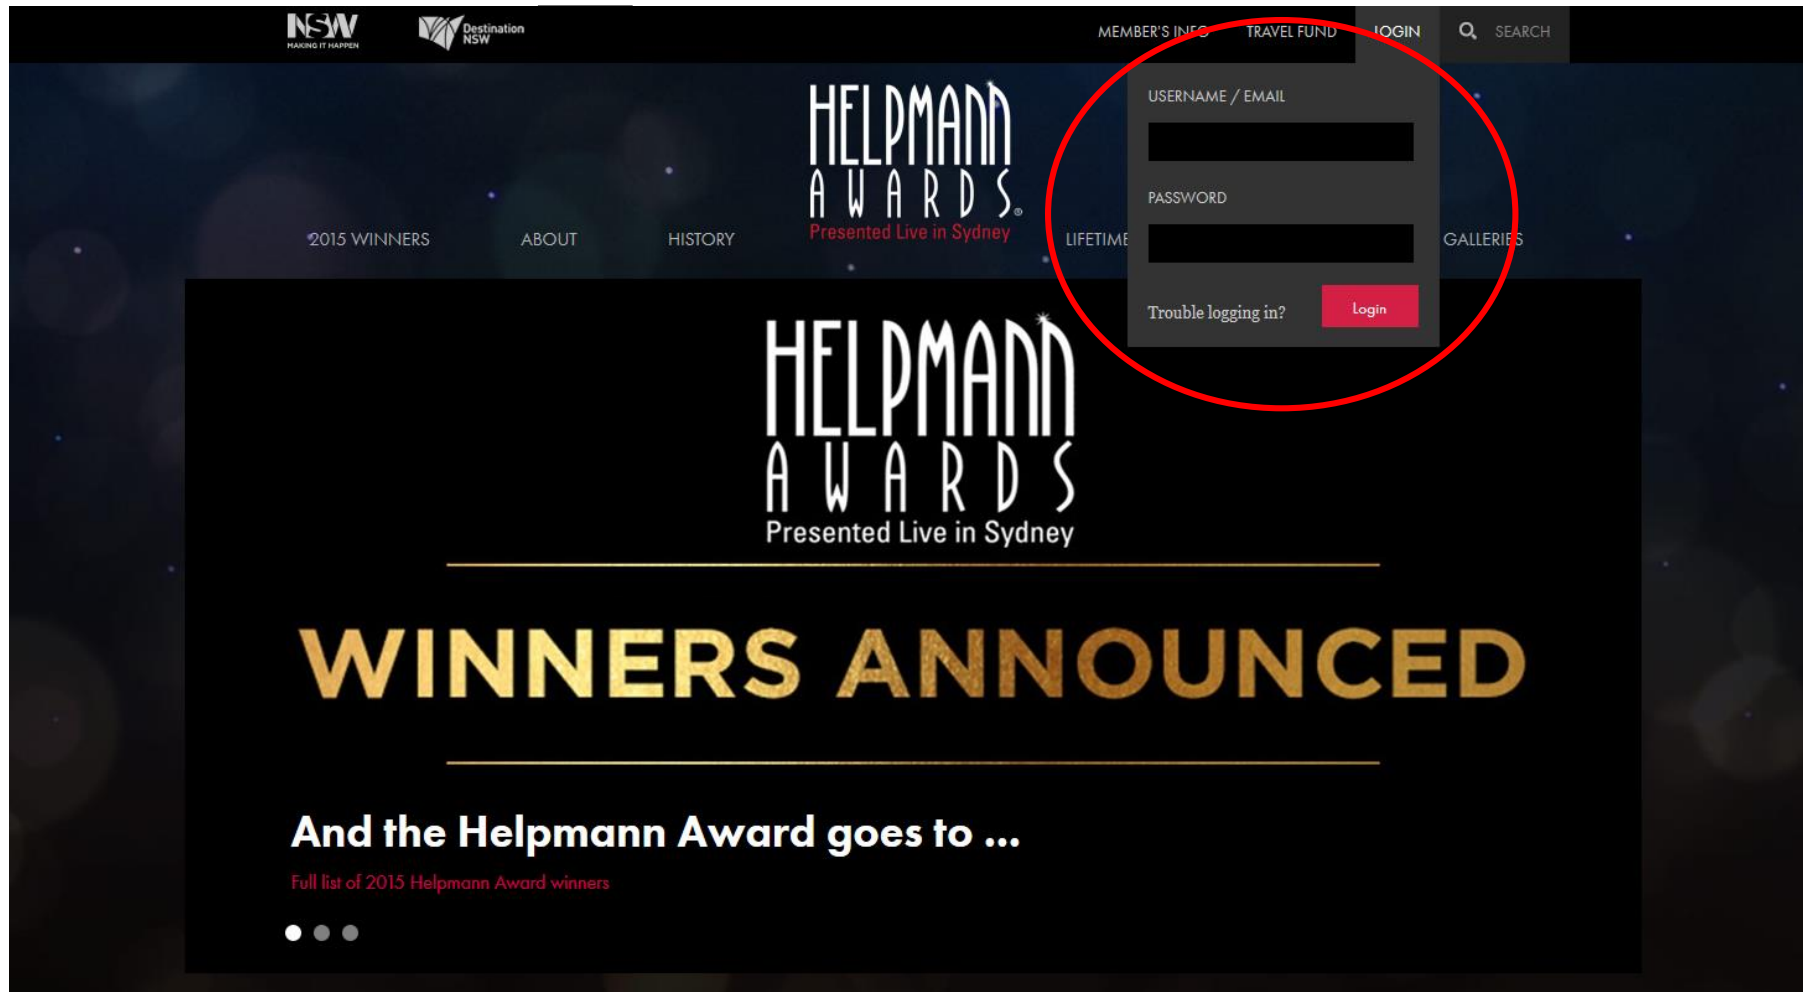 NSW
MAKING IT HAPPEN
Destination
NSW
MEMBER'S INFO TRAVEL FUND LOGIN SEARCH
HELPMANN
AWARDS®
Presented Live in Sydney
2015 WINNERS ABOUT HISTORY LIFETIME GALLERIES
USERNAME / EMAIL
PASSWORD
Trouble logging in? Login
HELPMANN
AWARDS
Presented Live in Sydney
WINNERS ANNOUNCED
And the Helpmann Award goes to ...
Full list of 2015 Helpmann Award winners